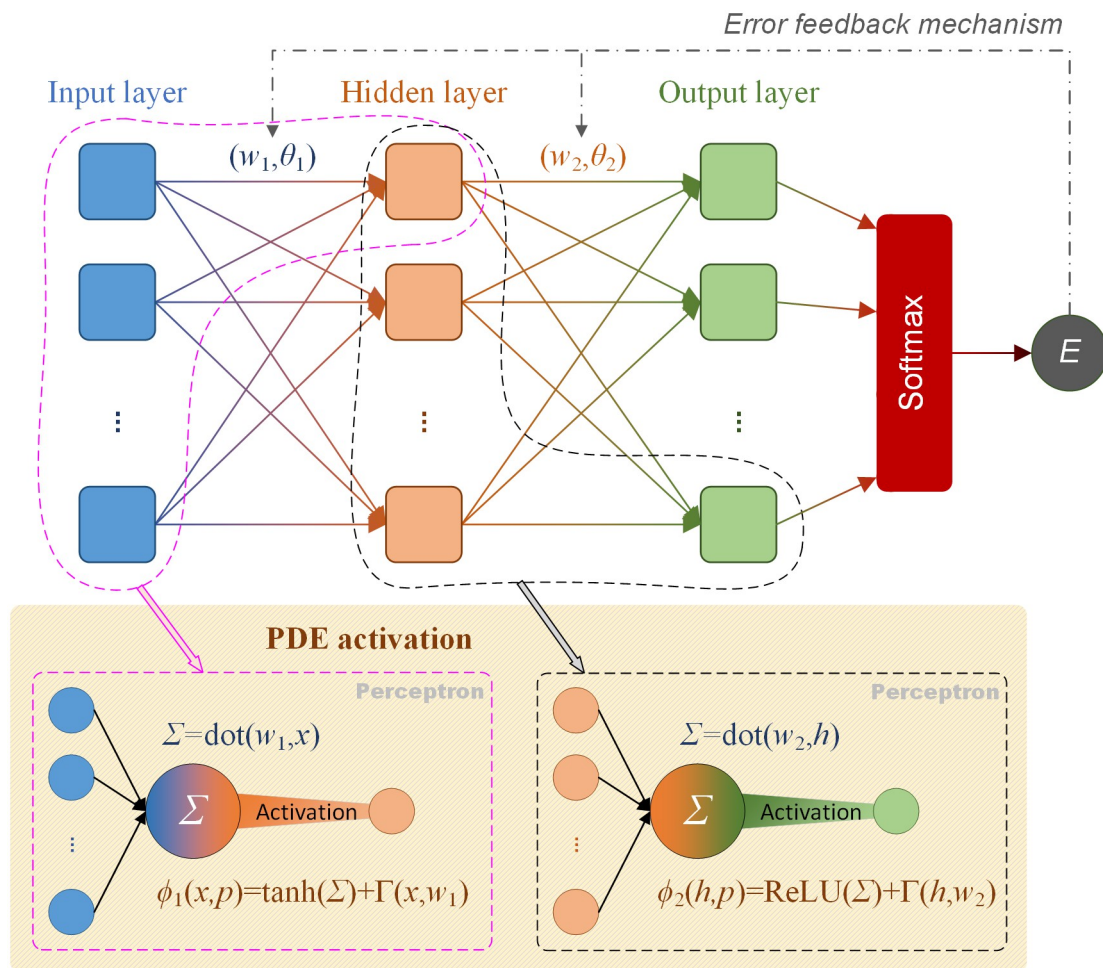 Error feedback mechanism
Input layer
Hidden layer
Output layer
(w₁,θ₁)
(w₂,θ₂)
...
...
...
Softmax
E
PDE activation
Perceptron
Perceptron
Σ=dot(w₁,x)
Σ=dot(w₂,h)
Σ
Activation
Σ
Activation
...
...
ϕ₁(x,p)=tanh(Σ)+Γ(x,w₁)
ϕ₂(h,p)=ReLU(Σ)+Γ(h,w₂)